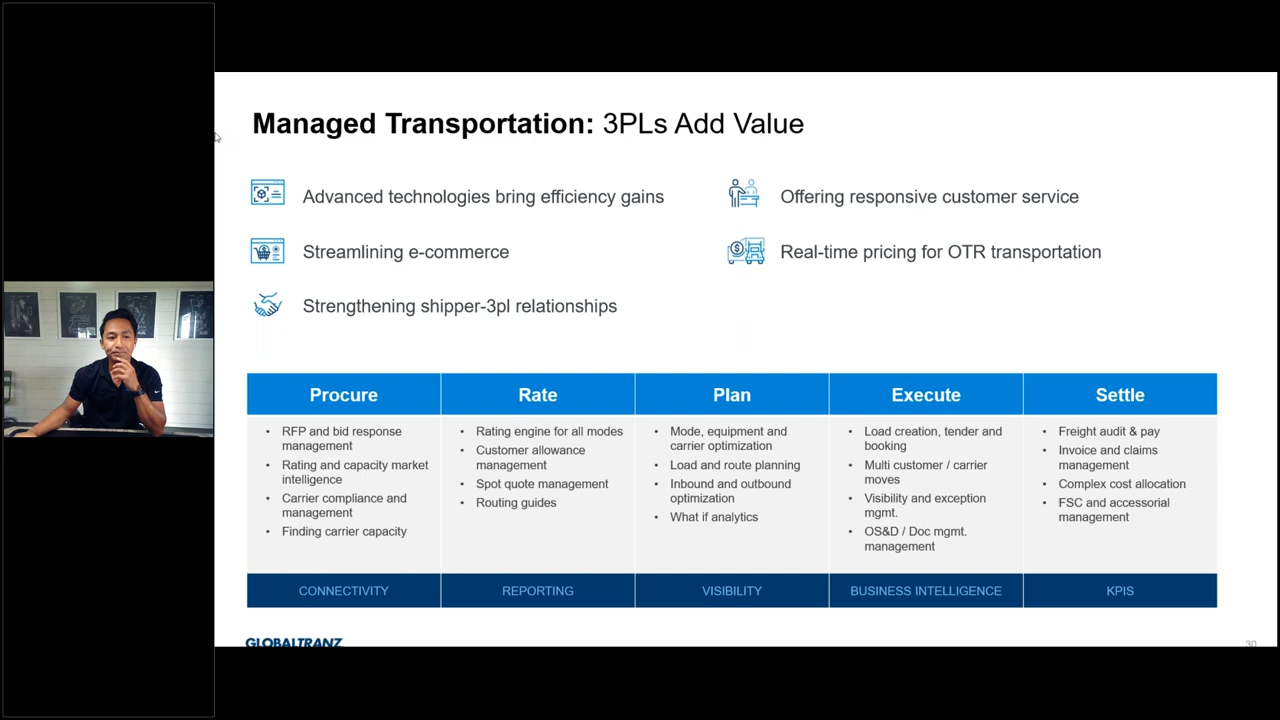 Managed Transportation: 3PLs Add Value
Advanced technologies bring efficiency gains
Streamlining e-commerce
Strengthening shipper-3pl relationships
Offering responsive customer service
Real-time pricing for OTR transportation
Procure
• RFP and bid response
management
• Rating and capacity market
intelligence
• Carrier compliance and
management
• Finding carrier capacity
CONNECTIVITY
Rate
• Rating engine for all modes
• Customer allowance
management
• Spot quote management
• Routing guides
REPORTING
Plan
• Mode, equipment and
carrier optimization
• Load and route planning
• Inbound and outbound
optimization
• What if analytics
VISIBILITY
Execute
• Load creation, tender and
booking
• Multi customer / carrier
moves
• Visibility and exception
mgmt.
• OS&D / Doc mgmt.
management
BUSINESS INTELLIGENCE
Settle
• Freight audit & pay
• Invoice and claims
management
• Complex cost allocation
• FSC and accessorial
management
KPIS
GLOBALTRANZ
30